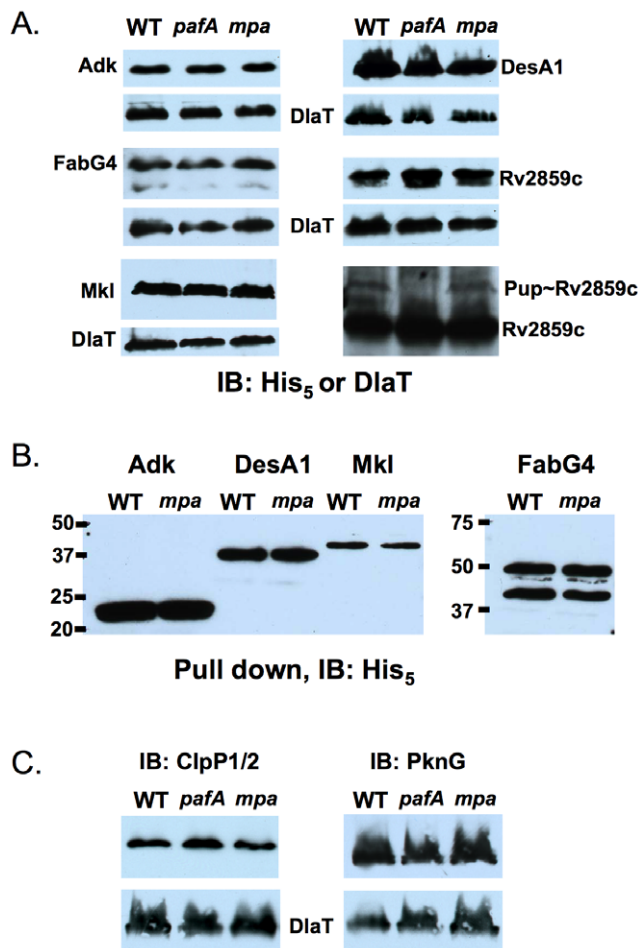 A.
WT pafA mpa
WT pafA mpa
Adk
DesA1
DlaT
FabG4
Rv2859c
DlaT
Mkl
Pup~Rv2859c
DlaT
Rv2859c
IB: His5 or DlaT
B.
Adk DesA1 Mkl FabG4
WT mpa WT mpa WT mpa WT mpa
50
37
25
20
75
50
37
Pull down, IB: His5
C.
IB: ClpP1/2 IB: PknG
WT pafA mpa WT pafA mpa
DlaT